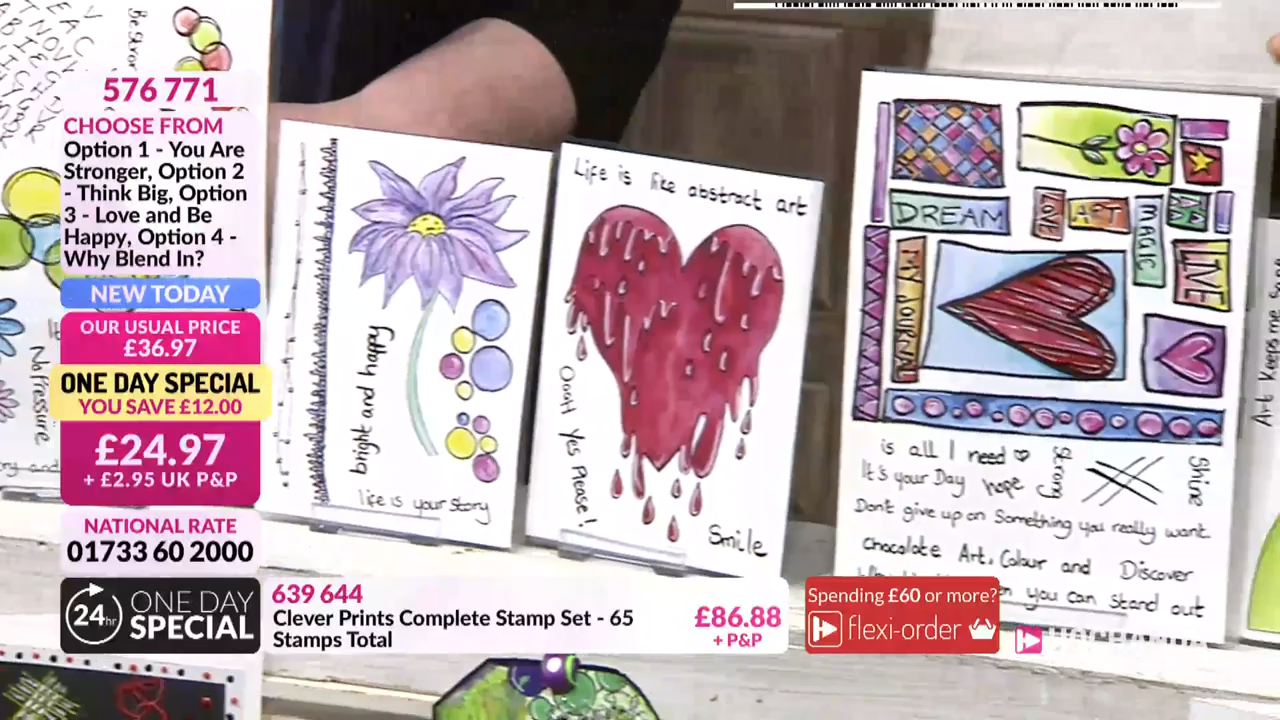 576 771
CHOOSE FROM
Option 1 - You Are
Stronger, Option 2
- Think Big, Option
3 - Love and Be
Happy, Option 4 -
Why Blend In?
NEW TODAY
OUR USUAL PRICE
£36.97
ONE DAY SPECIAL
YOU SAVE £12.00
£24.97
+ £2.95 UK P&P
NATIONAL RATE
01733 60 2000
24hr
ONE DAY
SPECIAL
639 644
Clever Prints Complete Stamp Set - 65
Stamps Total
£86.88
+ P&P
Spending £60 or more?
flexi-order
No Pressure
bright and happy
life is your story
Life is like abstract art
Oooh Yes Please!
Smile
DREAM
LOVE
ART
MAGIC
LIVE
MY JOURNAL
is all I need
Strong
Shine
It's your Day hope
Don't give up on Something you really want
Chocolate Art, Colour and Discover
you can stand out
Art Keeps me